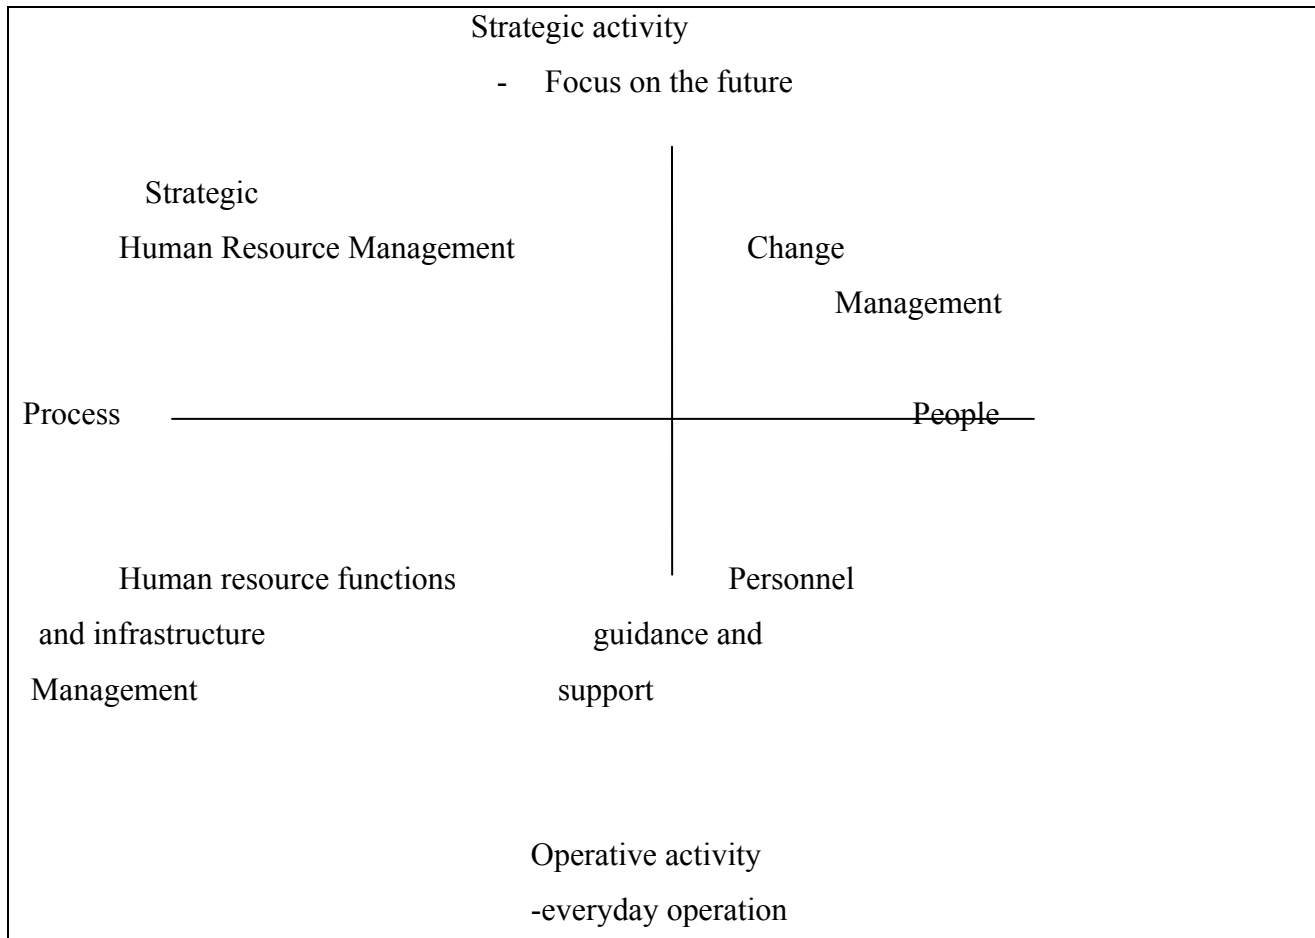 Strategic activity
- Focus on the future
Strategic
Human Resource Management
Change
Management
Process
People
Human resource functions
and infrastructure
Management
Personnel
guidance and
support
Operative activity
-everyday operation